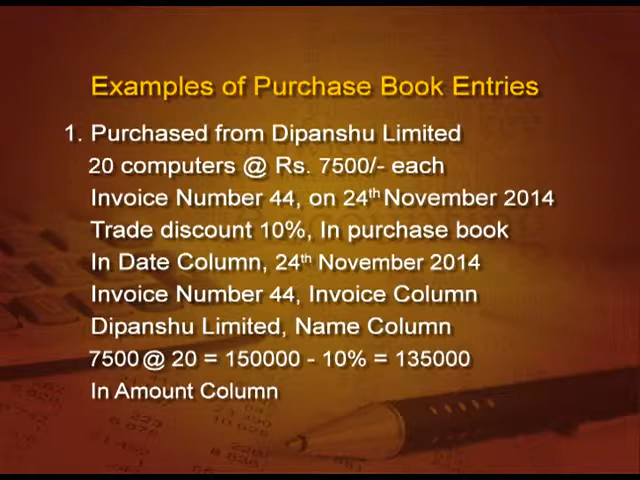 Examples of Purchase Book Entries
1. Purchased from Dipanshu Limited
20 computers @ Rs. 7500/- each
Invoice Number 44, on 24th November 2014
Trade discount 10%, In purchase book
In Date Column, 24th November 2014
Invoice Number 44, Invoice Column
Dipanshu Limited, Name Column
7500 @ 20 = 150000 - 10% = 135000
In Amount Column